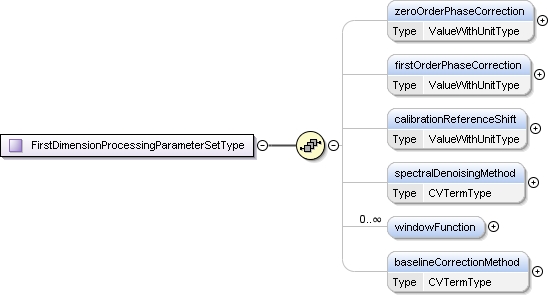 zeroOrderPhaseCorrection
Type ValueWithUnitType
firstOrderPhaseCorrection
Type ValueWithUnitType
calibrationReferenceShift
Type ValueWithUnitType
FirstDimensionProcessingParameterSetType
spectralDenoisingMethod
Type CVTermType
0..∞
windowFunction
baselineCorrectionMethod
Type CVTermType